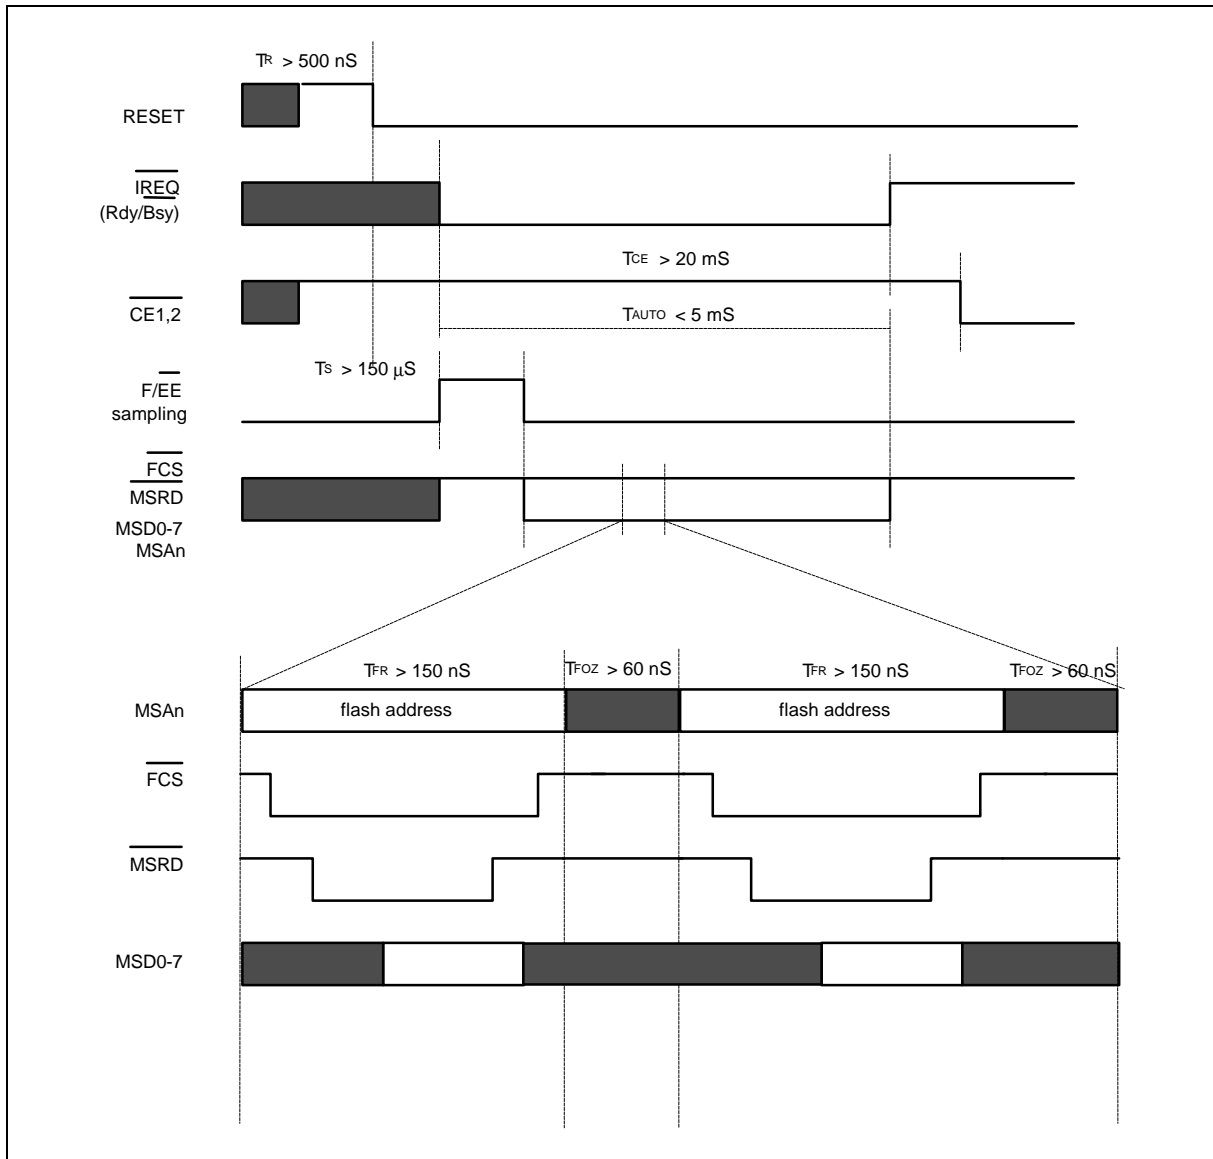 TR > 500 nS
RESET
IREQ
(Rdy/Bsy)
TCE > 20 mS
CE1,2
TAUTO < 5 mS
TS > 150 μS
F/EE
sampling
FCS
MSRD
MSD0-7
MSAn
TFR > 150 nS
TFOZ > 60 nS
TFR > 150 nS
TFOZ > 60 nS
MSAn
flash address
flash address
FCS
MSRD
MSD0-7